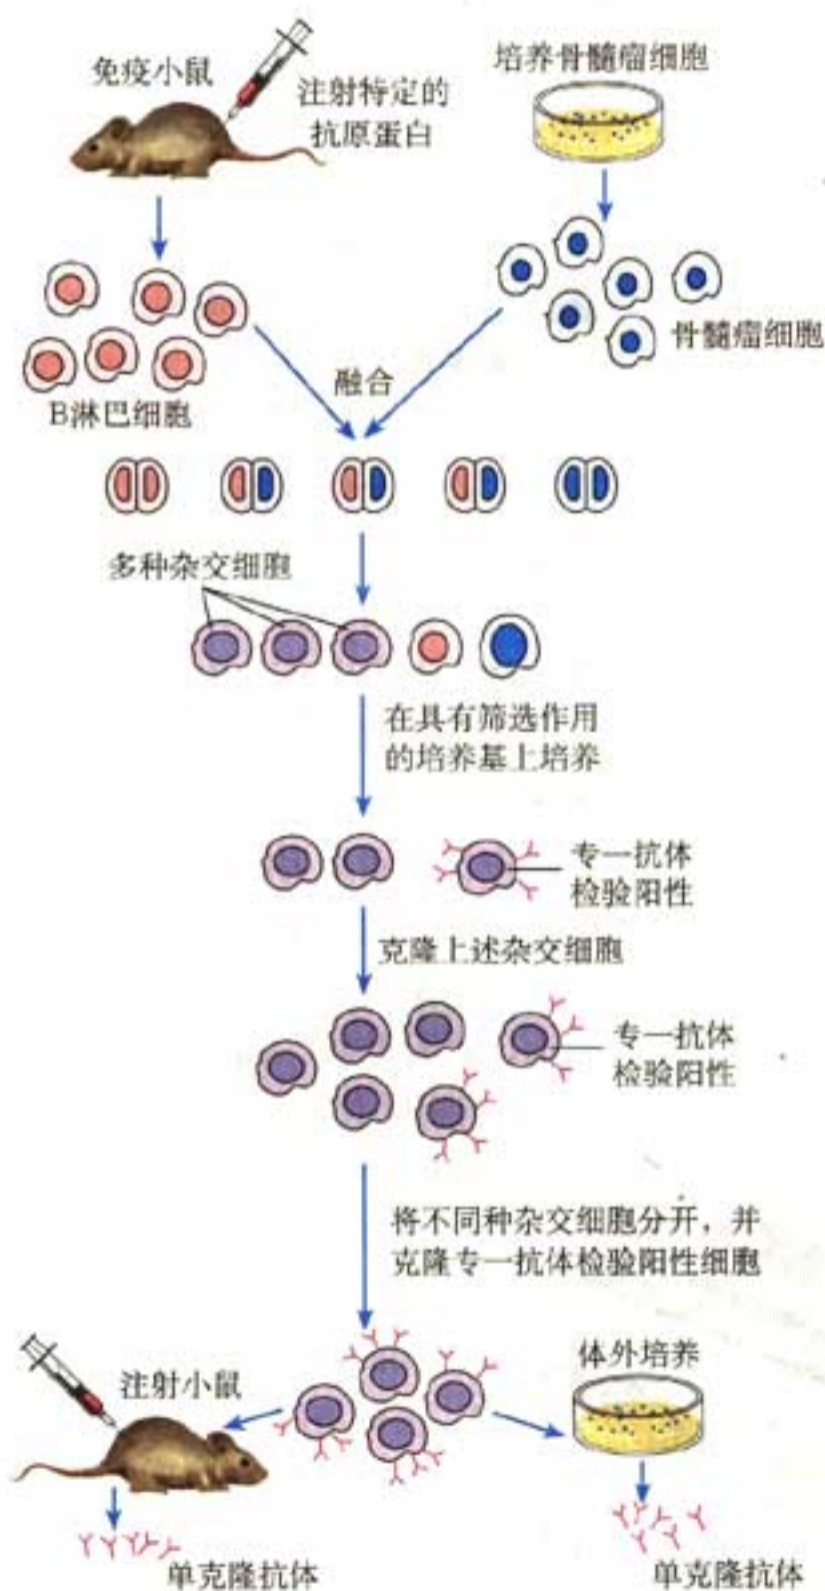 免疫小鼠
注射特定的
抗原蛋白
培养骨髓瘤细胞
骨髓瘤细胞
B淋巴细胞
融合
多种杂交细胞
在具有筛选作用
的培养基上培养
专一抗体
检验阳性
克隆上述杂交细胞
专一抗体
检验阳性
将不同种杂交细胞分开，并
克隆专一抗体检验阳性细胞
注射小鼠
体外培养
单克隆抗体
单克隆抗体